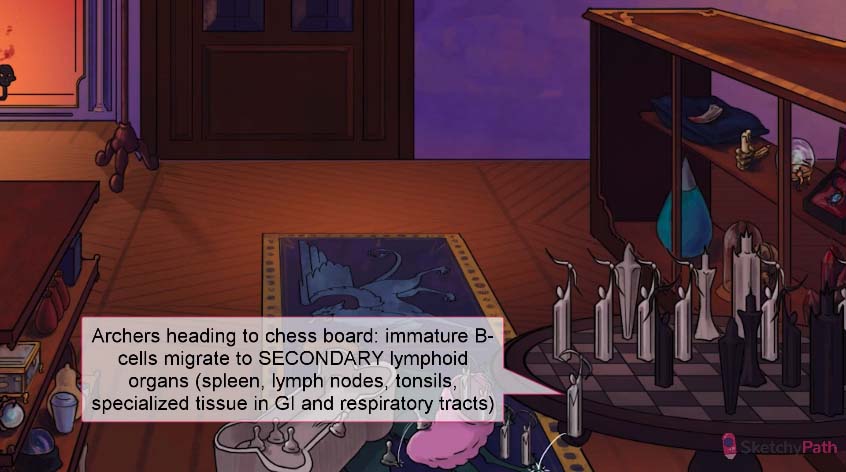 Archers heading to chess board: immature B-
cells migrate to SECONDARY lymphoid
organs (spleen, lymph nodes, tonsils,
specialized tissue in GI and respiratory tracts)
SketchyPath